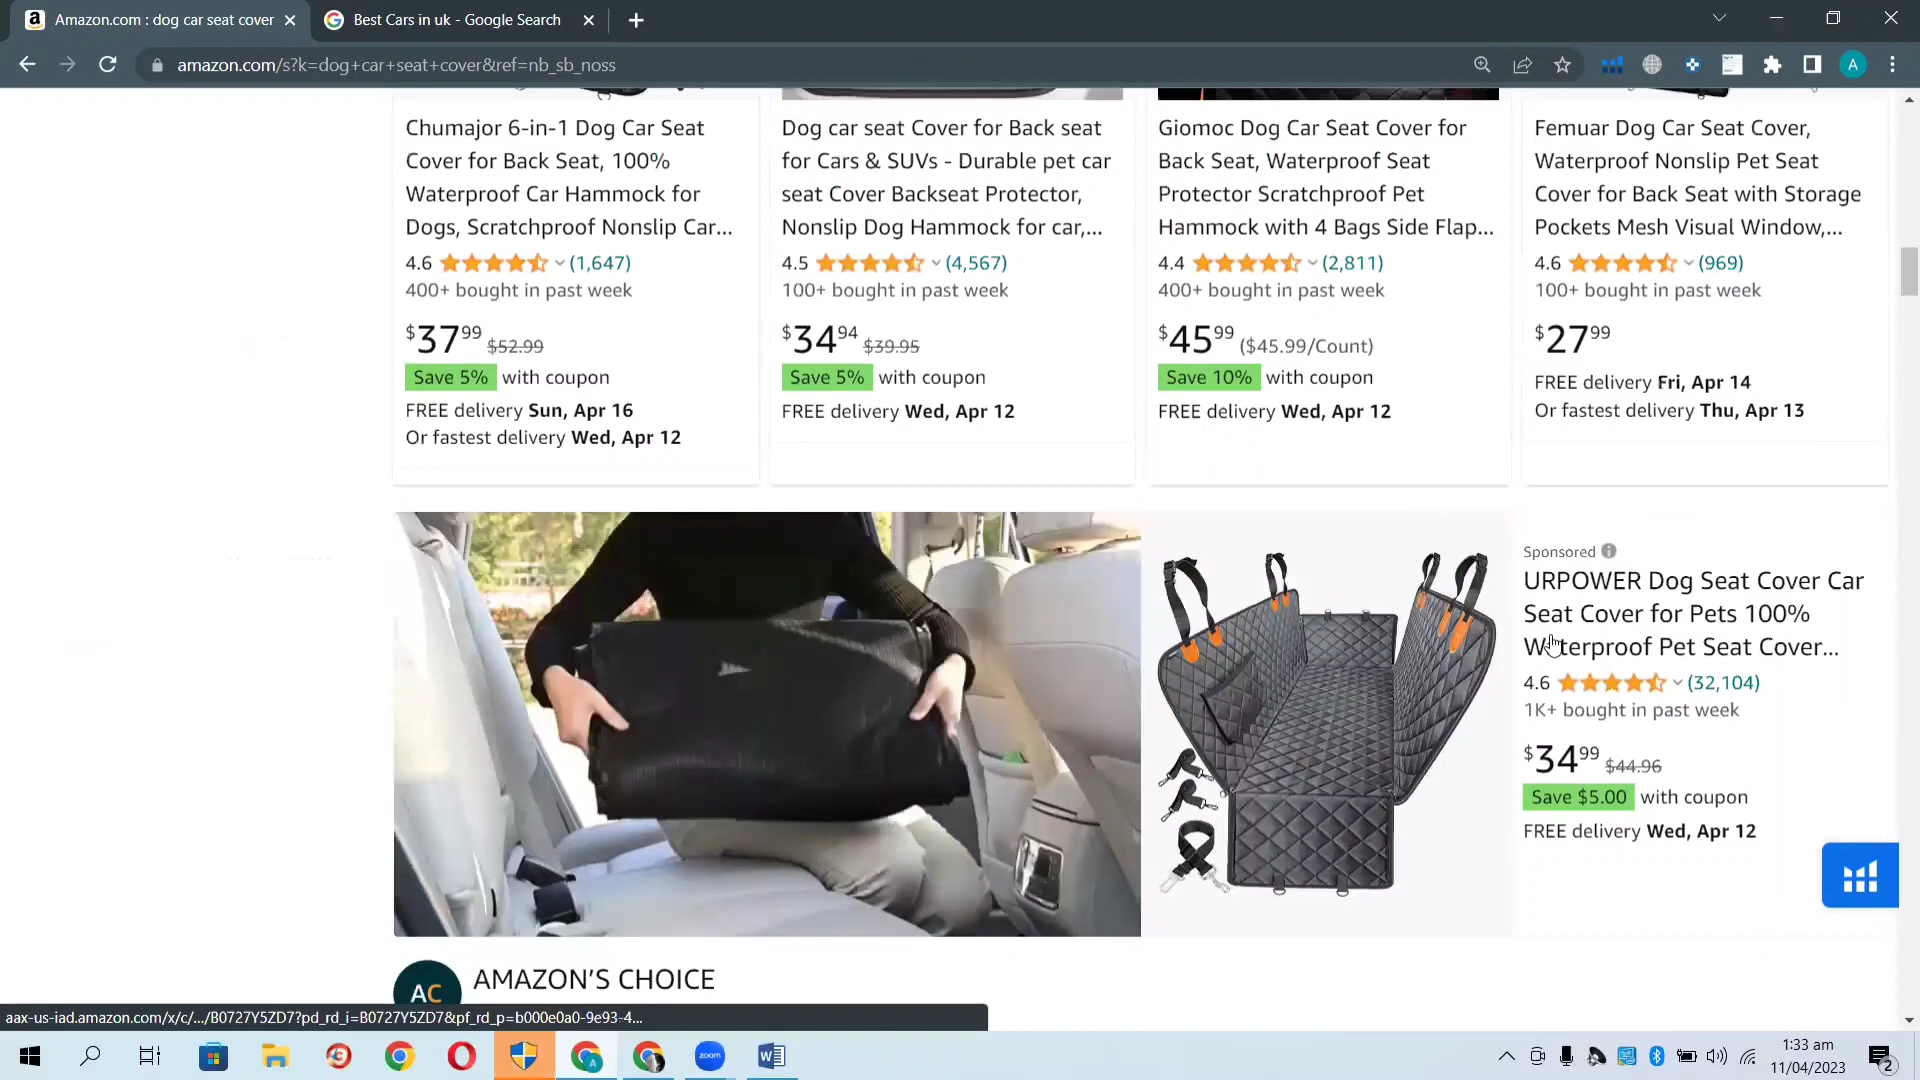 Amazon.com : dog car seat cover
Best Cars in uk - Google Search
amazon.com/s?k=dog+car+seat+cover&ref=nb_sb_noss
A
Chumajor 6-in-1 Dog Car Seat
Cover for Back Seat, 100%
Waterproof Car Hammock for
Dogs, Scratchproof Nonslip Car...
4.6 (1,647)
400+ bought in past week
$37.99 $52.99
Save 5% with coupon
FREE delivery Sun, Apr 16
Or fastest delivery Wed, Apr 12
Dog car seat Cover for Back seat
for Cars & SUVs - Durable pet car
seat Cover Backseat Protector,
Nonslip Dog Hammock for car,...
4.5 (4,567)
100+ bought in past week
$34.94 $39.95
Save 5% with coupon
FREE delivery Wed, Apr 12
Giomoc Dog Car Seat Cover for
Back Seat, Waterproof Seat
Protector Scratchproof Pet
Hammock with 4 Bags Side Flap...
4.4 (2,811)
400+ bought in past week
$45.99 ($45.99/Count)
Save 10% with coupon
FREE delivery Wed, Apr 12
Femuar Dog Car Seat Cover,
Waterproof Nonslip Pet Seat
Cover for Back Seat with Storage
Pockets Mesh Visual Window,...
4.6 (969)
100+ bought in past week
$27.99
FREE delivery Fri, Apr 14
Or fastest delivery Thu, Apr 13
Sponsored
URPOWER Dog Seat Cover Car
Seat Cover for Pets 100%
Waterproof Pet Seat Cover...
4.6 (32,104)
1K+ bought in past week
$34.99 $44.96
Save $5.00 with coupon
FREE delivery Wed, Apr 12
AC AMAZON'S CHOICE
aax-us-iad.amazon.com/x/c/.../B0727Y5ZD7?pd_rd_i=B0727Y5ZD7&pf_rd_p=b000e0a0-9e93-4...
zoom
1:33 am
11/04/2023
2